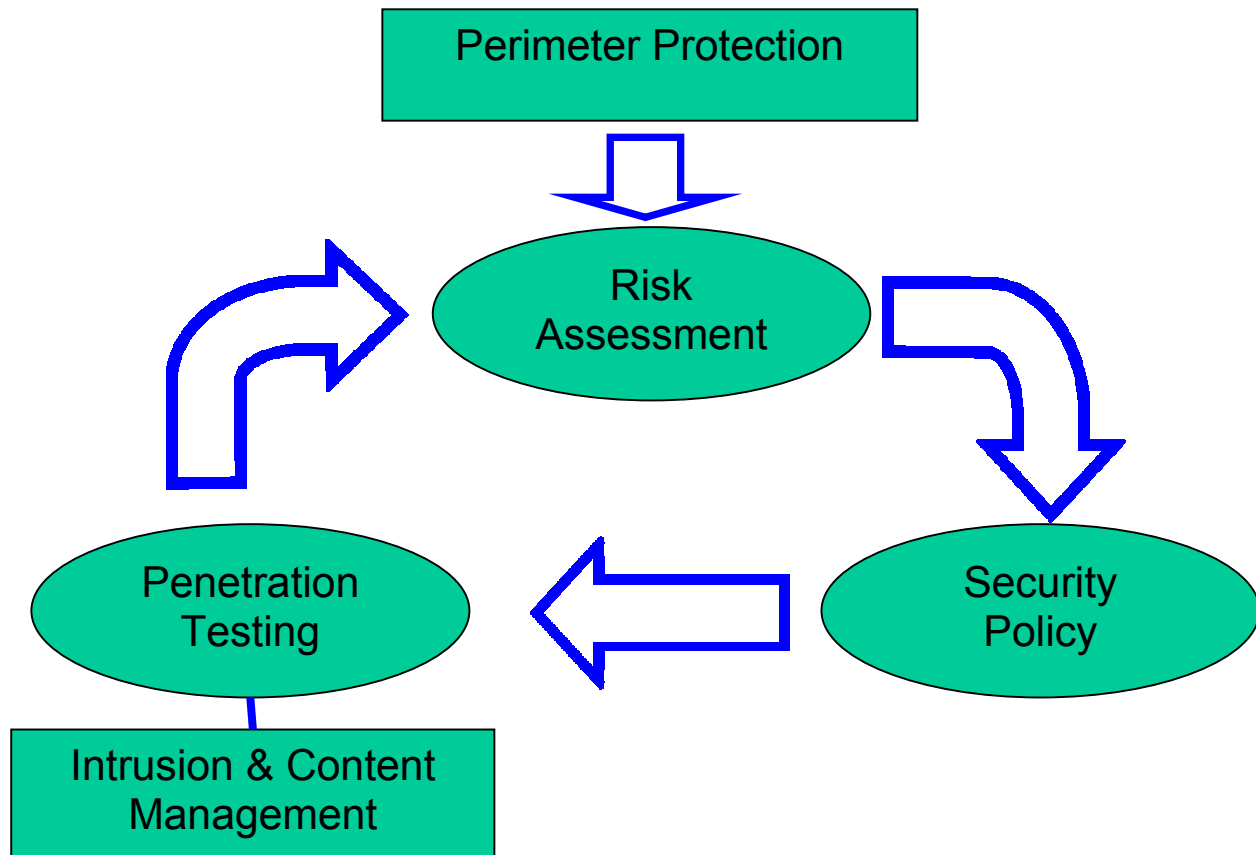 Perimeter Protection
Risk
Assessment
Penetration
Testing
Security
Policy
Intrusion & Content
Management